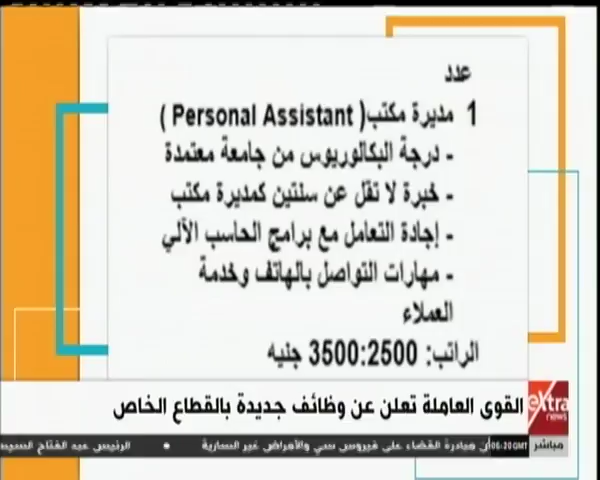 عدد
1 مديرة مكتب( Personal Assistant )
- درجة البكالوريوس من جامعة معتمدة
- خبرة لا تقل عن سنتين كمديرة مكتب
- إجادة التعامل مع برامج الحاسب الآلي
- مهارات التواصل بالهاتف وخدمة
العملاء
الراتب: 3500:2500 جنيه
القوى العاملة تعلن عن وظائف جديدة بالقطاع الخاص
eXtra
news
مباشر
06:20GMT
مبادرة القضاء على فيروس سي والأمراض غير السارية
الرئيس عبد الفتاح